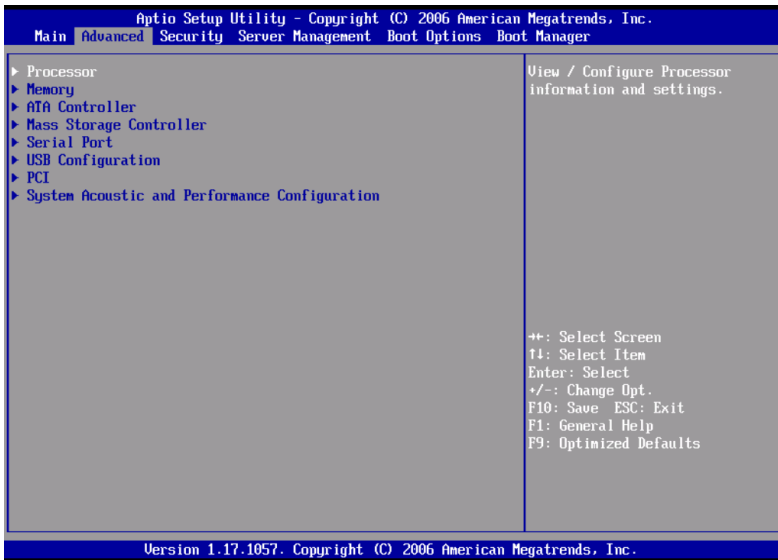 Aptio Setup Utility - Copyright (C) 2006 American Megatrends, Inc.
Main Advanced Security Server Management Boot Options Boot Manager
Processor
Memory
ATA Controller
Mass Storage Controller
Serial Port
USB Configuration
PCI
System Acoustic and Performance Configuration
View / Configure Processor
information and settings.
→←: Select Screen
↑↓: Select Item
Enter: Select
+/-: Change Opt.
F10: Save ESC: Exit
F1: General Help
F9: Optimized Defaults
Version 1.17.1057. Copyright (C) 2006 American Megatrends, Inc.